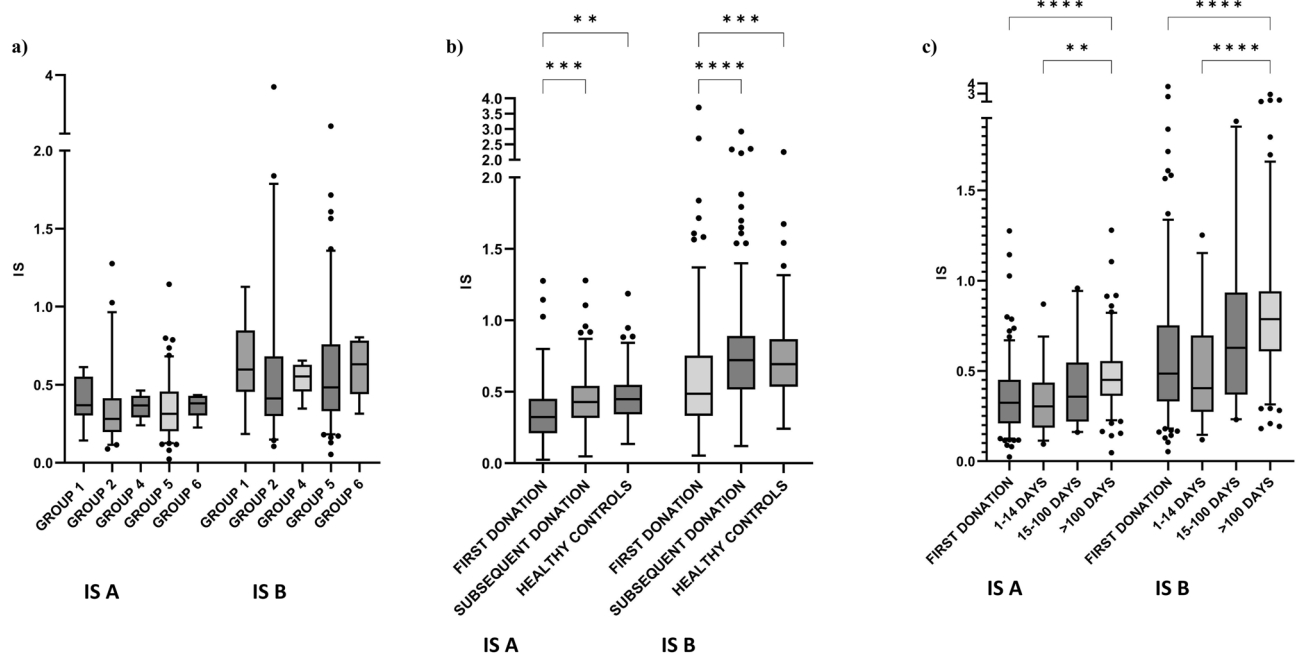 a)
4
2.0
1.5
1.0
0.5
0.0
IS
GROUP 1
GROUP 2
GROUP 4
GROUP 5
GROUP 6
GROUP 1
GROUP 2
GROUP 4
GROUP 5
GROUP 6
IS A
IS B
b)
**
***
***
****
4.0
3.5
3.0
2.5
2.0
2.0
1.5
1.0
0.5
0.0
IS
FIRST DONATION
SUBSEQUENT DONATION
HEALTHY CONTROLS
FIRST DONATION
SUBSEQUENT DONATION
HEALTHY CONTROLS
IS A
IS B
c)
****
****
**
****
4
3
1.5
1.0
0.5
0.0
IS
FIRST DONATION
1-14 DAYS
15-100 DAYS
>100 DAYS
FIRST DONATION
1-14 DAYS
15-100 DAYS
>100 DAYS
IS A
IS B